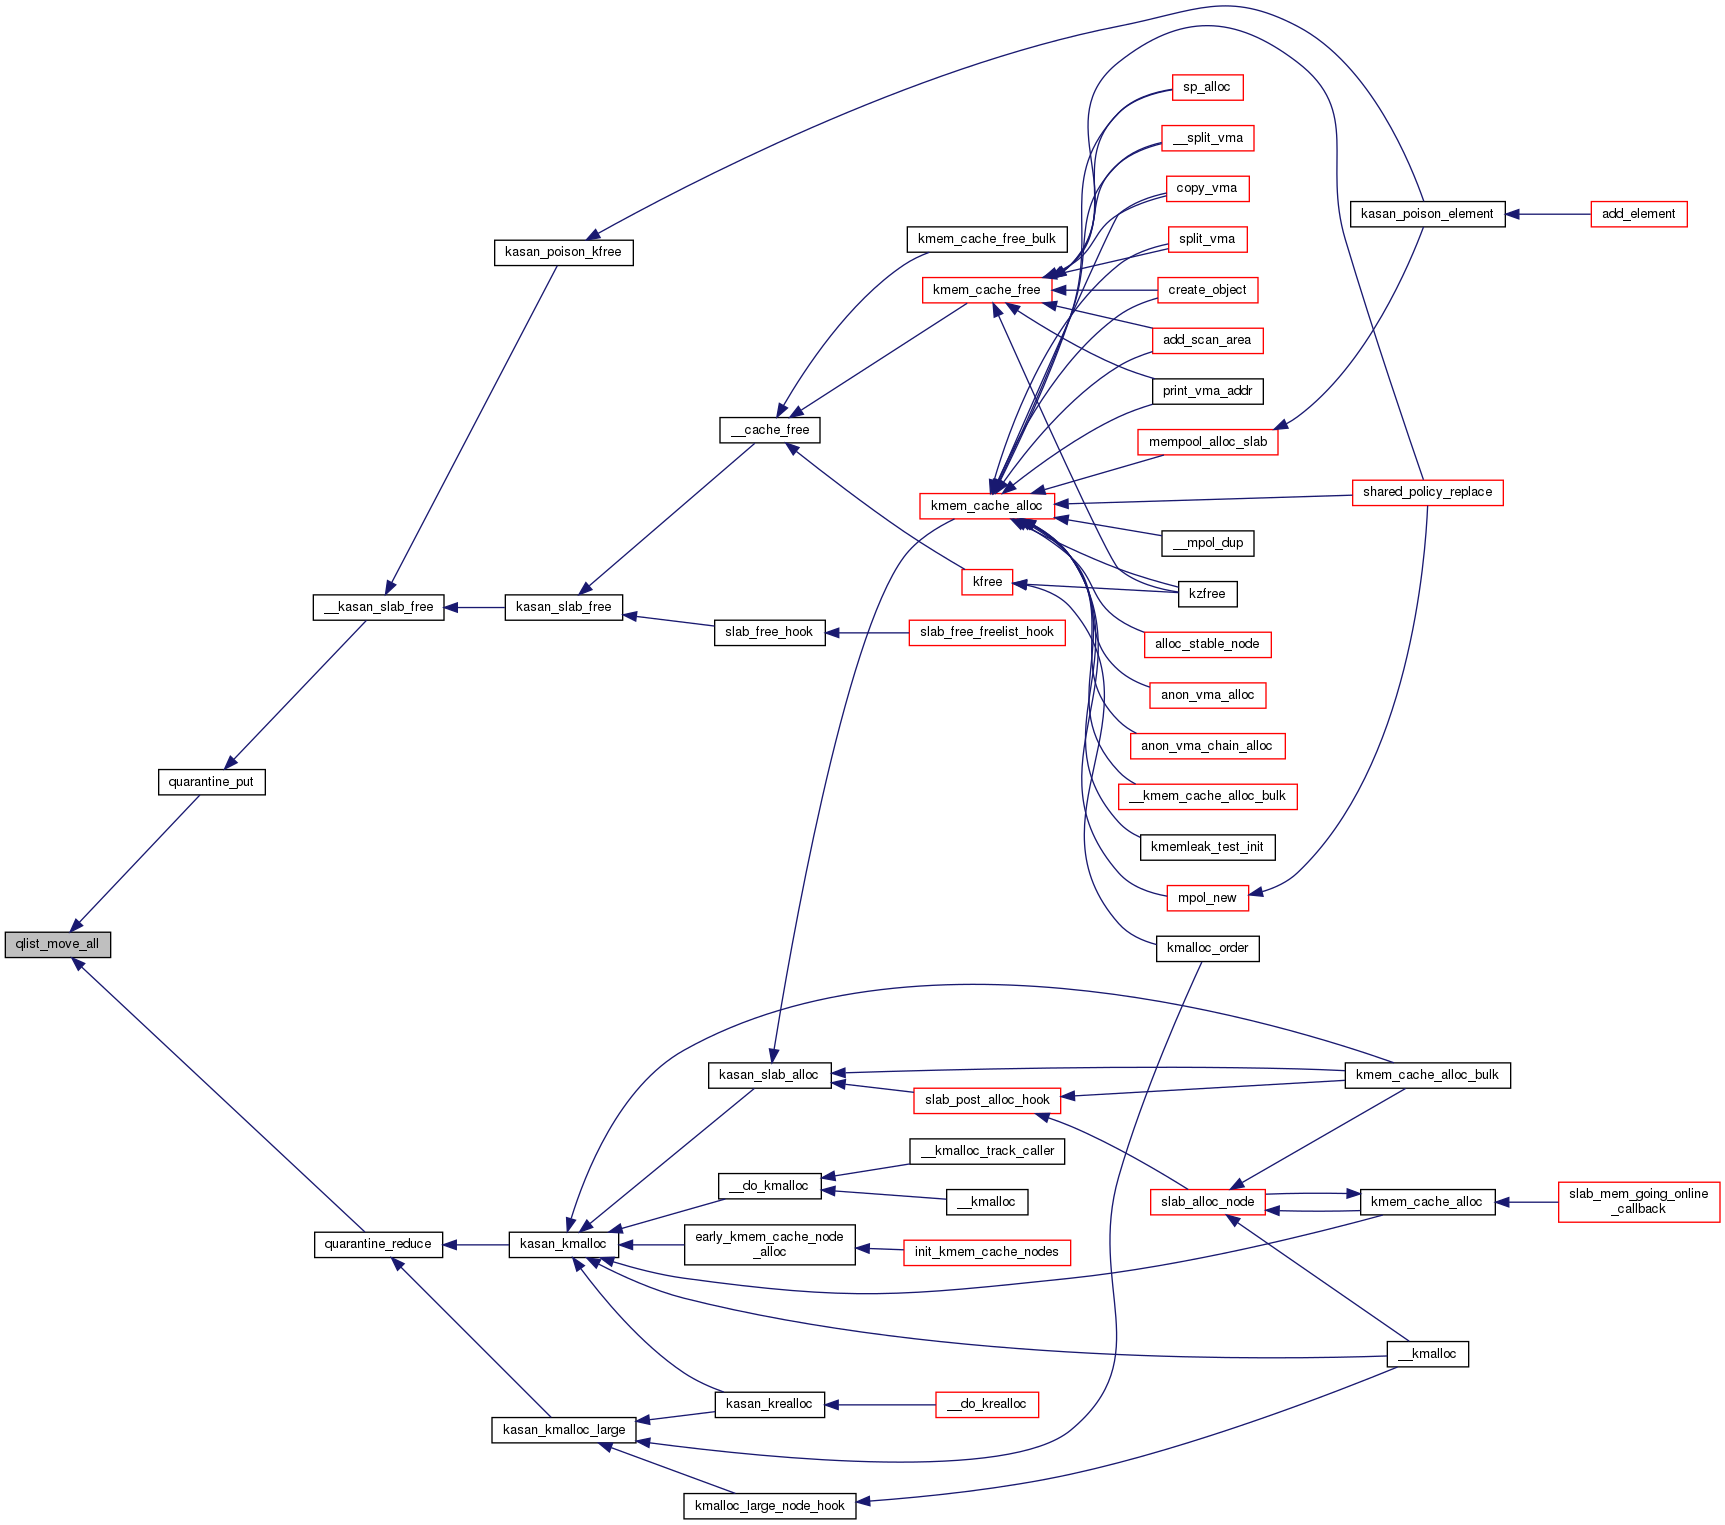 sp_alloc
__split_vma
copy_vma
kasan_poison_element
add_element
kmem_cache_free_bulk
split_vma
kasan_poison_kfree
kmem_cache_free
create_object
add_scan_area
print_vma_addr
__cache_free
mempool_alloc_slab
shared_policy_replace
kmem_cache_alloc
__mpol_dup
kfree
kzfree
__kasan_slab_free
kasan_slab_free
slab_free_hook
slab_free_freelist_hook
alloc_stable_node
anon_vma_alloc
anon_vma_chain_alloc
quarantine_put
__kmem_cache_alloc_bulk
kmemleak_test_init
mpol_new
qlist_move_all
kmalloc_order
kasan_slab_alloc
kmem_cache_alloc_bulk
slab_post_alloc_hook
__kmalloc_track_caller
__do_kmalloc
__kmalloc
slab_alloc_node
kmem_cache_alloc
slab_mem_going_online
_callback
quarantine_reduce
kasan_kmalloc
early_kmem_cache_node
_alloc
init_kmem_cache_nodes
__kmalloc
kasan_krealloc
__do_krealloc
kasan_kmalloc_large
kmalloc_large_node_hook